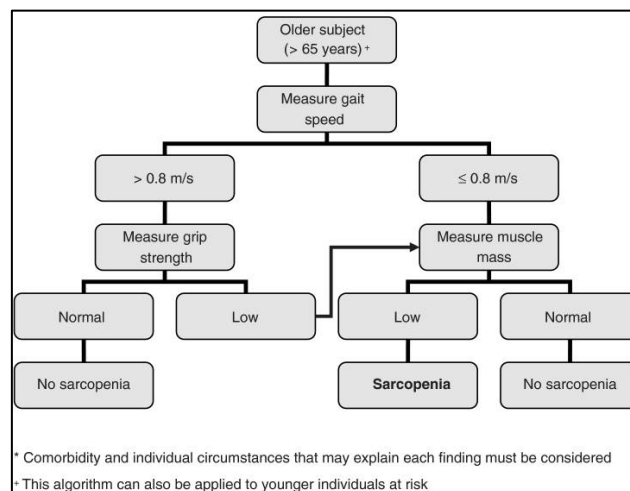 Older subject
(> 65 years) +
Measure gait
speed
> 0.8 m/s
≤ 0.8 m/s
Measure grip
strength
Measure muscle
mass
Normal
Low
Low
Normal
No sarcopenia
Sarcopenia
No sarcopenia
* Comorbidity and individual circumstances that may explain each finding must be considered
+ This algorithm can also be applied to younger individuals at risk